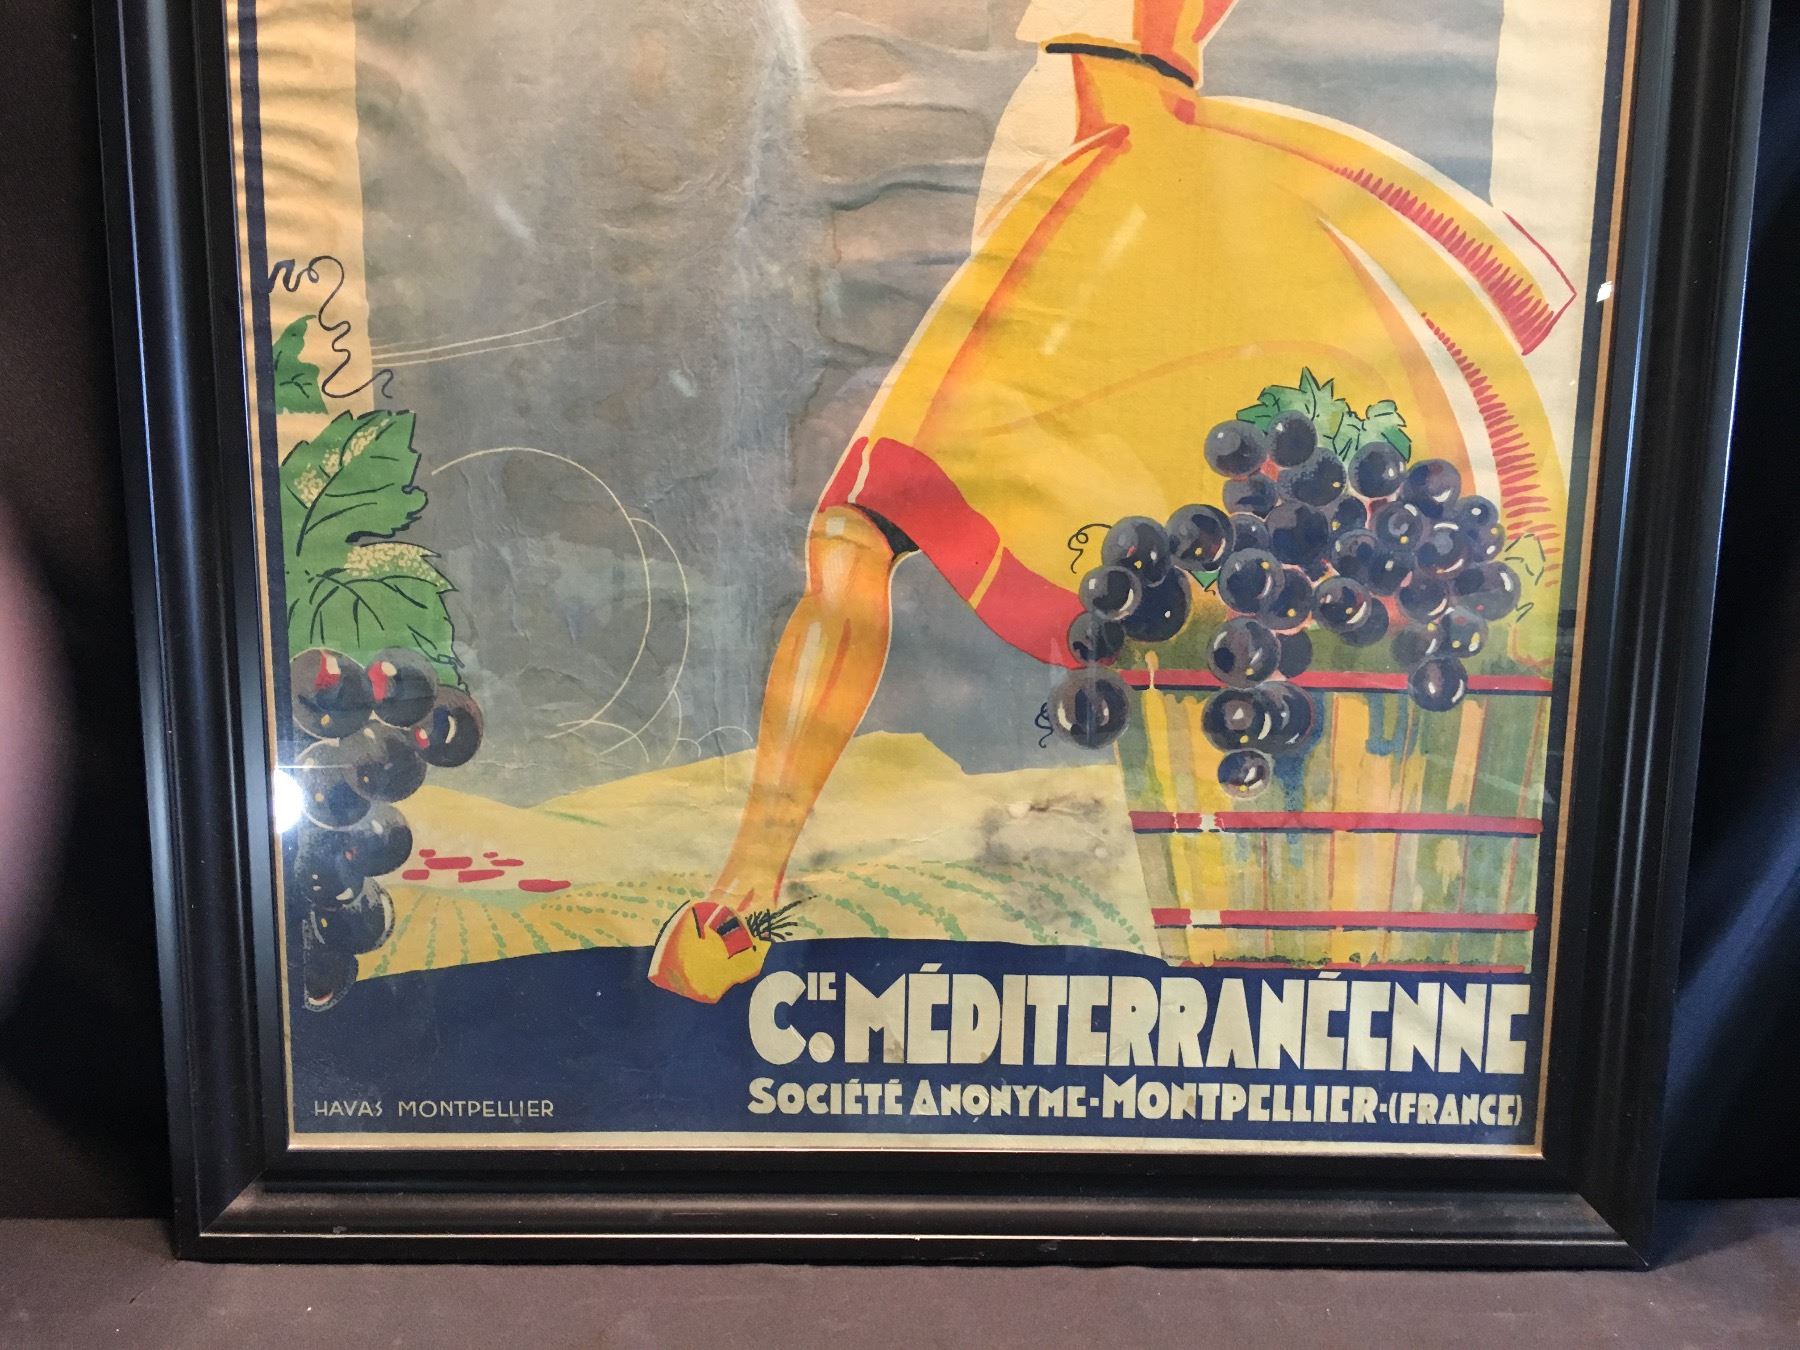 CIE. MÉDITERRANÉENNE
SOCIÉTÉ ANONYME-MONTPELLIER-(FRANCE)
HAVAS MONTPELLIER